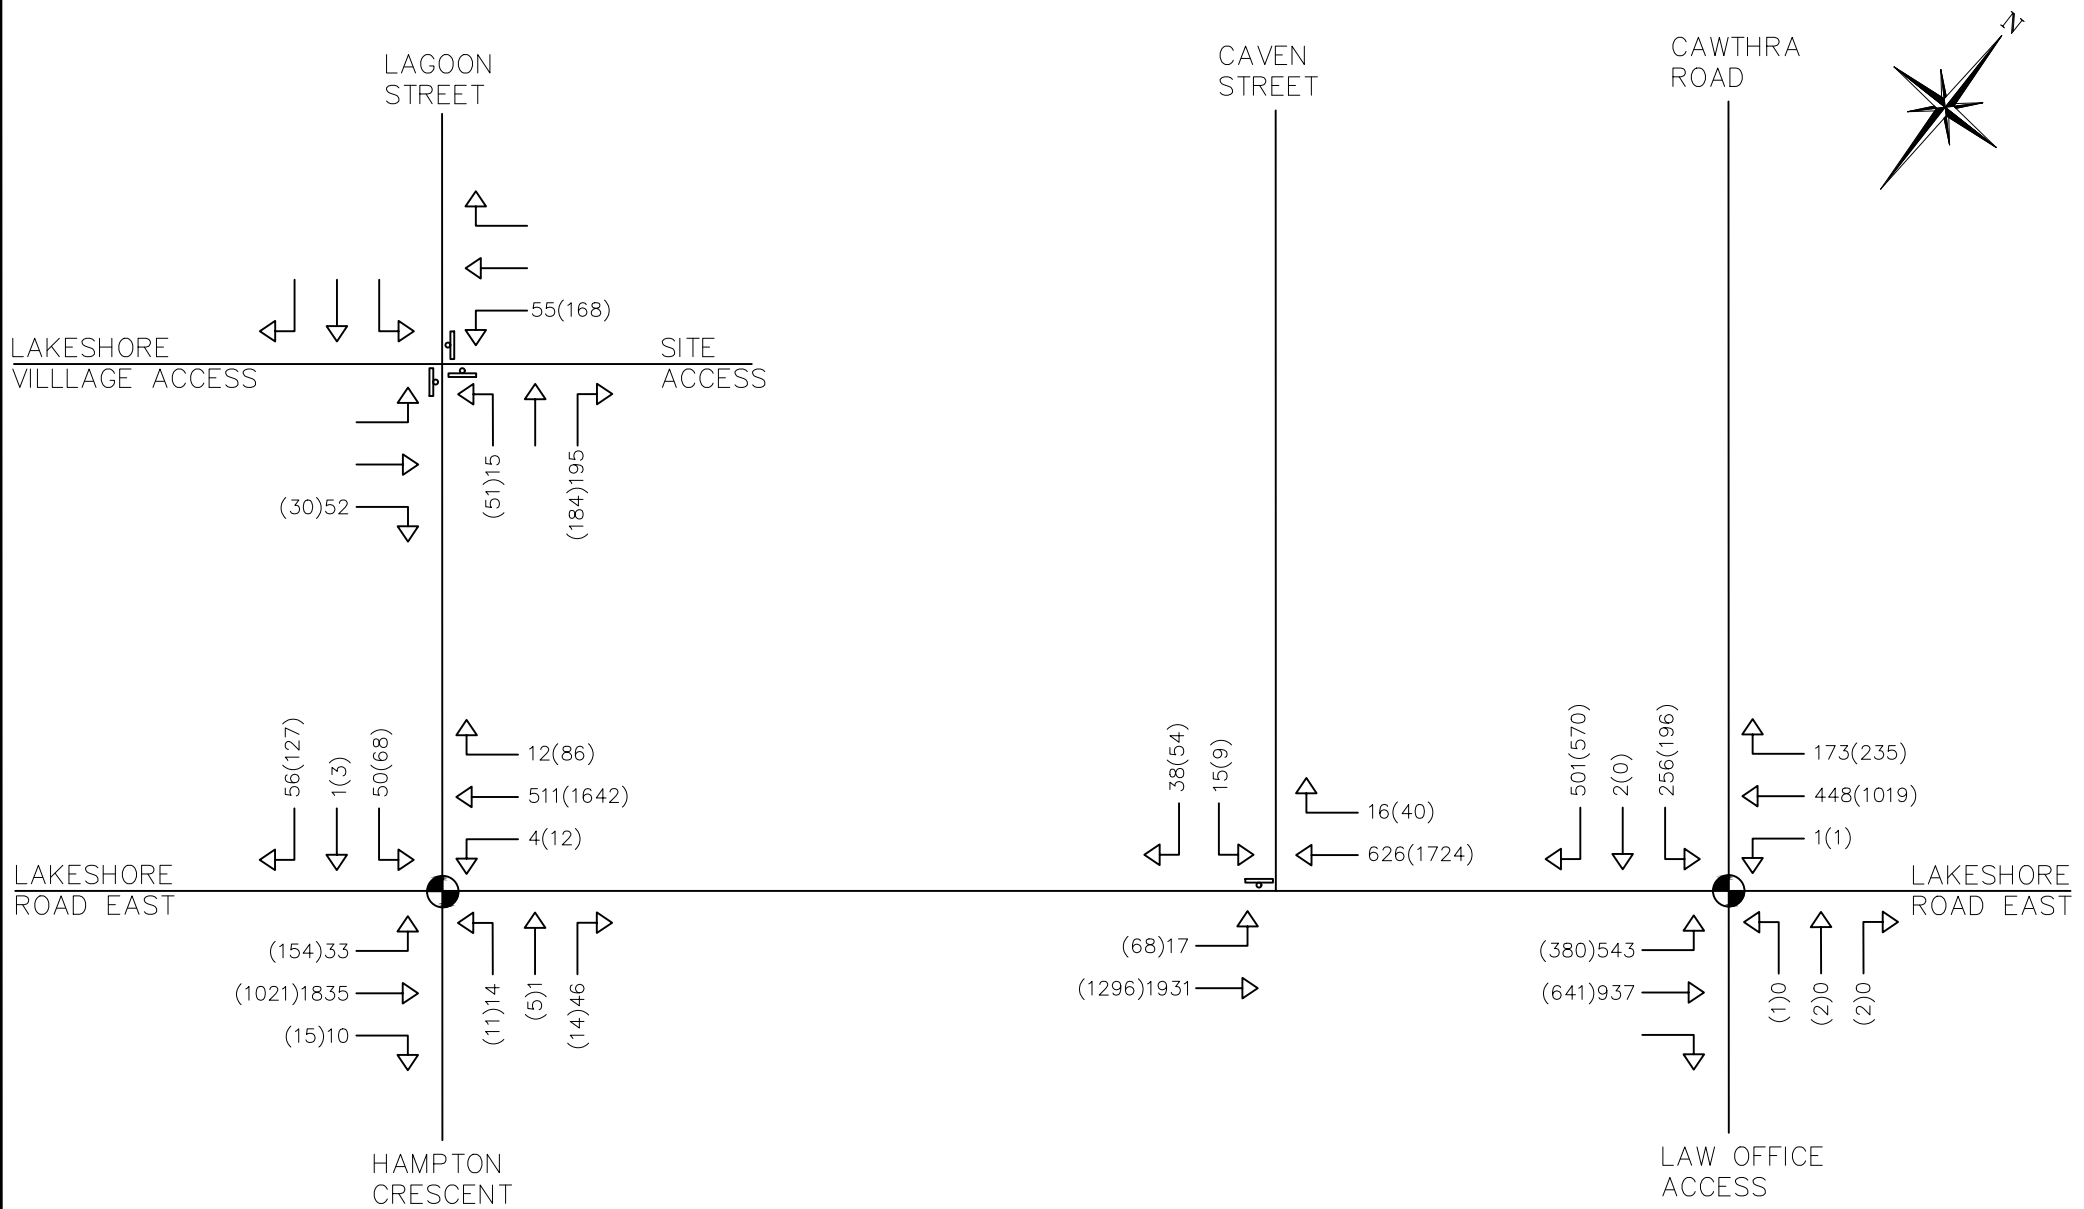 N
LAGOON
STREET
CAVEN
STREET
CAWTHRA
ROAD
55(168)
LAKESHORE
VILLLAGE ACCESS
SITE
ACCESS
(30)52
(51)15
(184)195
56(127)
1(3)
50(68)
12(86)
511(1642)
4(12)
38(54)
15(9)
16(40)
626(1724)
501(570)
2(0)
256(196)
173(235)
448(1019)
1(1)
LAKESHORE
ROAD EAST
LAKESHORE
ROAD EAST
(154)33
(1021)1835
(15)10
(11)14
(5)1
(14)46
(68)17
(1296)1931
(380)543
(641)937
(1)0
(2)0
(2)0
HAMPTON
CRESCENT
LAW OFFICE
ACCESS